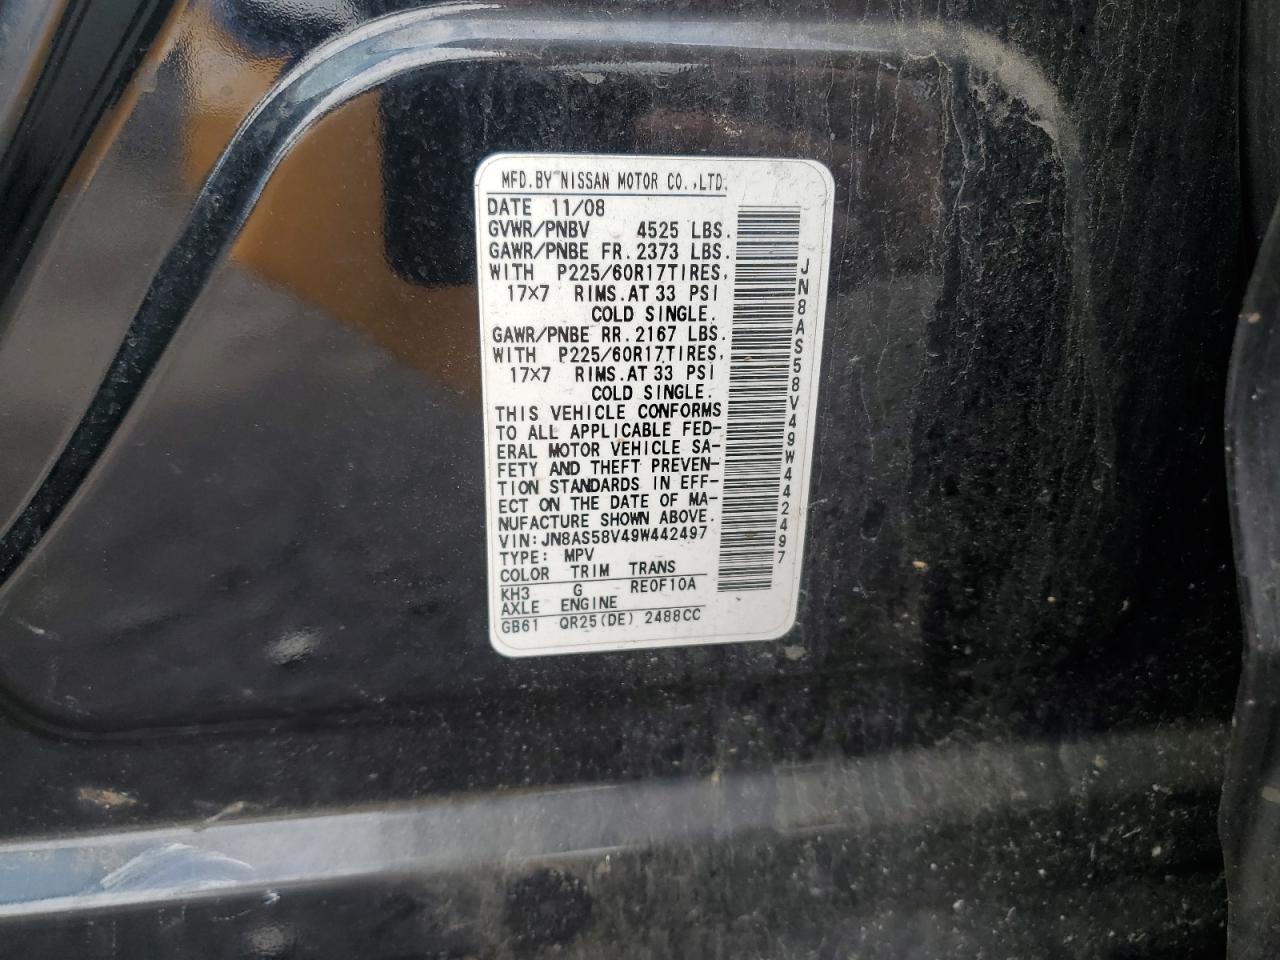 MFD.BY NISSAN MOTOR CO.,LTD.
DATE 11/08
GVWR/PNBV 4525 LBS.
GAWR/PNBE FR. 2373 LBS.
WITH P225/60R17TIRES,
17×7 RIMS.AT 33 PSI
COLD SINGLE.
GAWR/PNBE RR. 2167 LBS.
WITH P225/60R17TIRES,
17×7 RIMS.AT 33 PSI
COLD SINGLE.
THIS VEHICLE CONFORMS
TO ALL APPLICABLE FED-
ERAL MOTOR VEHICLE SA-
FETY AND THEFT PREVEN-
TION STANDARDS IN EFF-
ECT ON THE DATE OF MA-
NUFACTURE SHOWN ABOVE.
VIN:JN8AS58V49W442497
TYPE: MPV
COLOR TRIM TRANS
KH3 G RE0F10A
AXLE ENGINE
GB61 QR25(DE) 2488CC
JN8AS58V49W442497